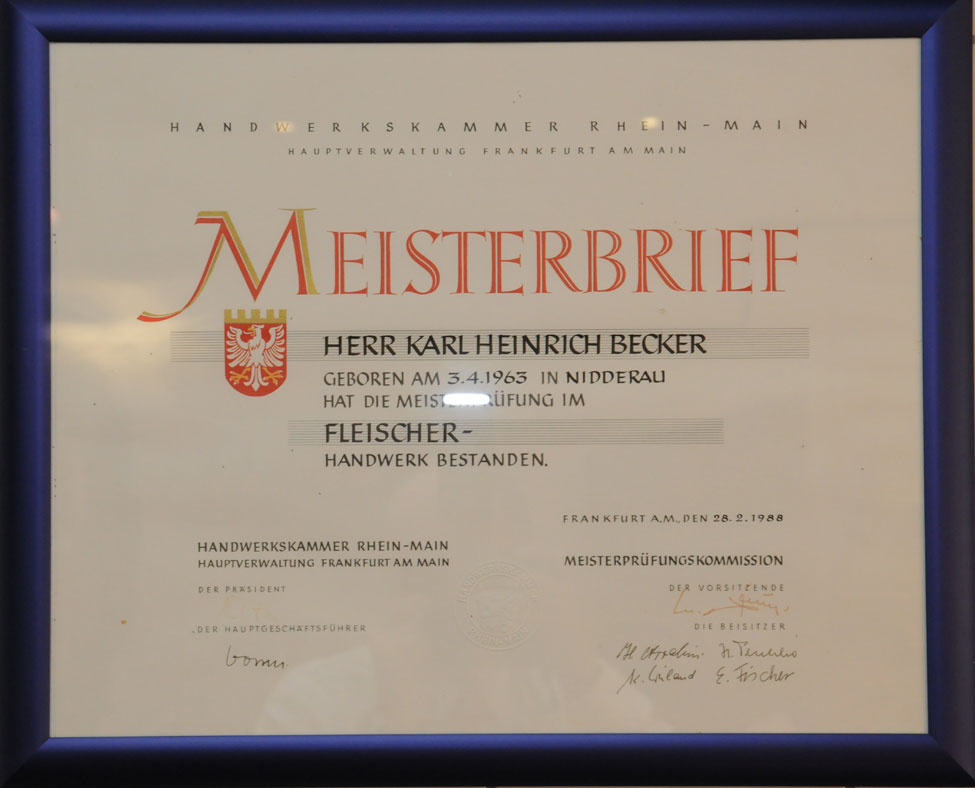 HANDWERKSKAMMER RHEIN-MAIN
HAUPTVERWALTUNG FRANKFURT AM MAIN
MEISTERBRIEF
HERR KARL HEINRICH BECKER
GEBOREN AM 3.4.1963 IN NIDDERAU
HAT DIE MEISTERPRÜFUNG IM
FLEISCHER-
HANDWERK BESTANDEN.
FRANKFURT A.M., DEN 28.2.1988
HANDWERKSKAMMER RHEIN-MAIN
HAUPTVERWALTUNG FRANKFURT AM MAIN
DER PRÄSIDENT
DER HAUPTGESCHÄFTSFÜHRER
MEISTERPRÜFUNGSKOMMISSION
DER VORSITZENDE
DIE BEISITZER
E. Fischer